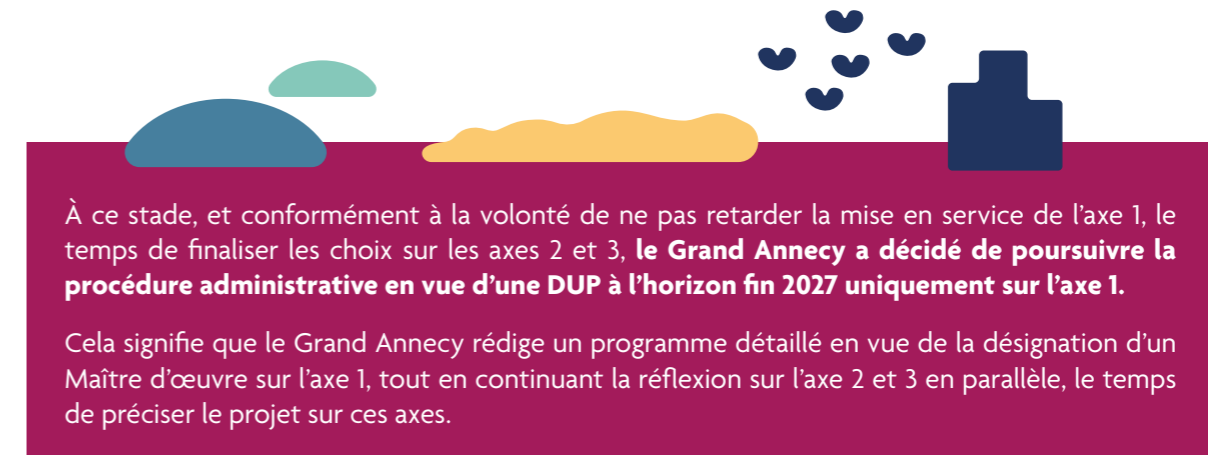 À ce stade, et conformément à la volonté de ne pas retarder la mise en service de l’axe 1, le
temps de finaliser les choix sur les axes 2 et 3, le Grand Annecy a décidé de poursuivre la
procédure administrative en vue d’une DUP à l’horizon fin 2027 uniquement sur l’axe 1.
Cela signifie que le Grand Annecy rédige un programme détaillé en vue de la désignation d’un
Maître d’œuvre sur l’axe 1, tout en continuant la réflexion sur l’axe 2 et 3 en parallèle, le temps
de préciser le projet sur ces axes.